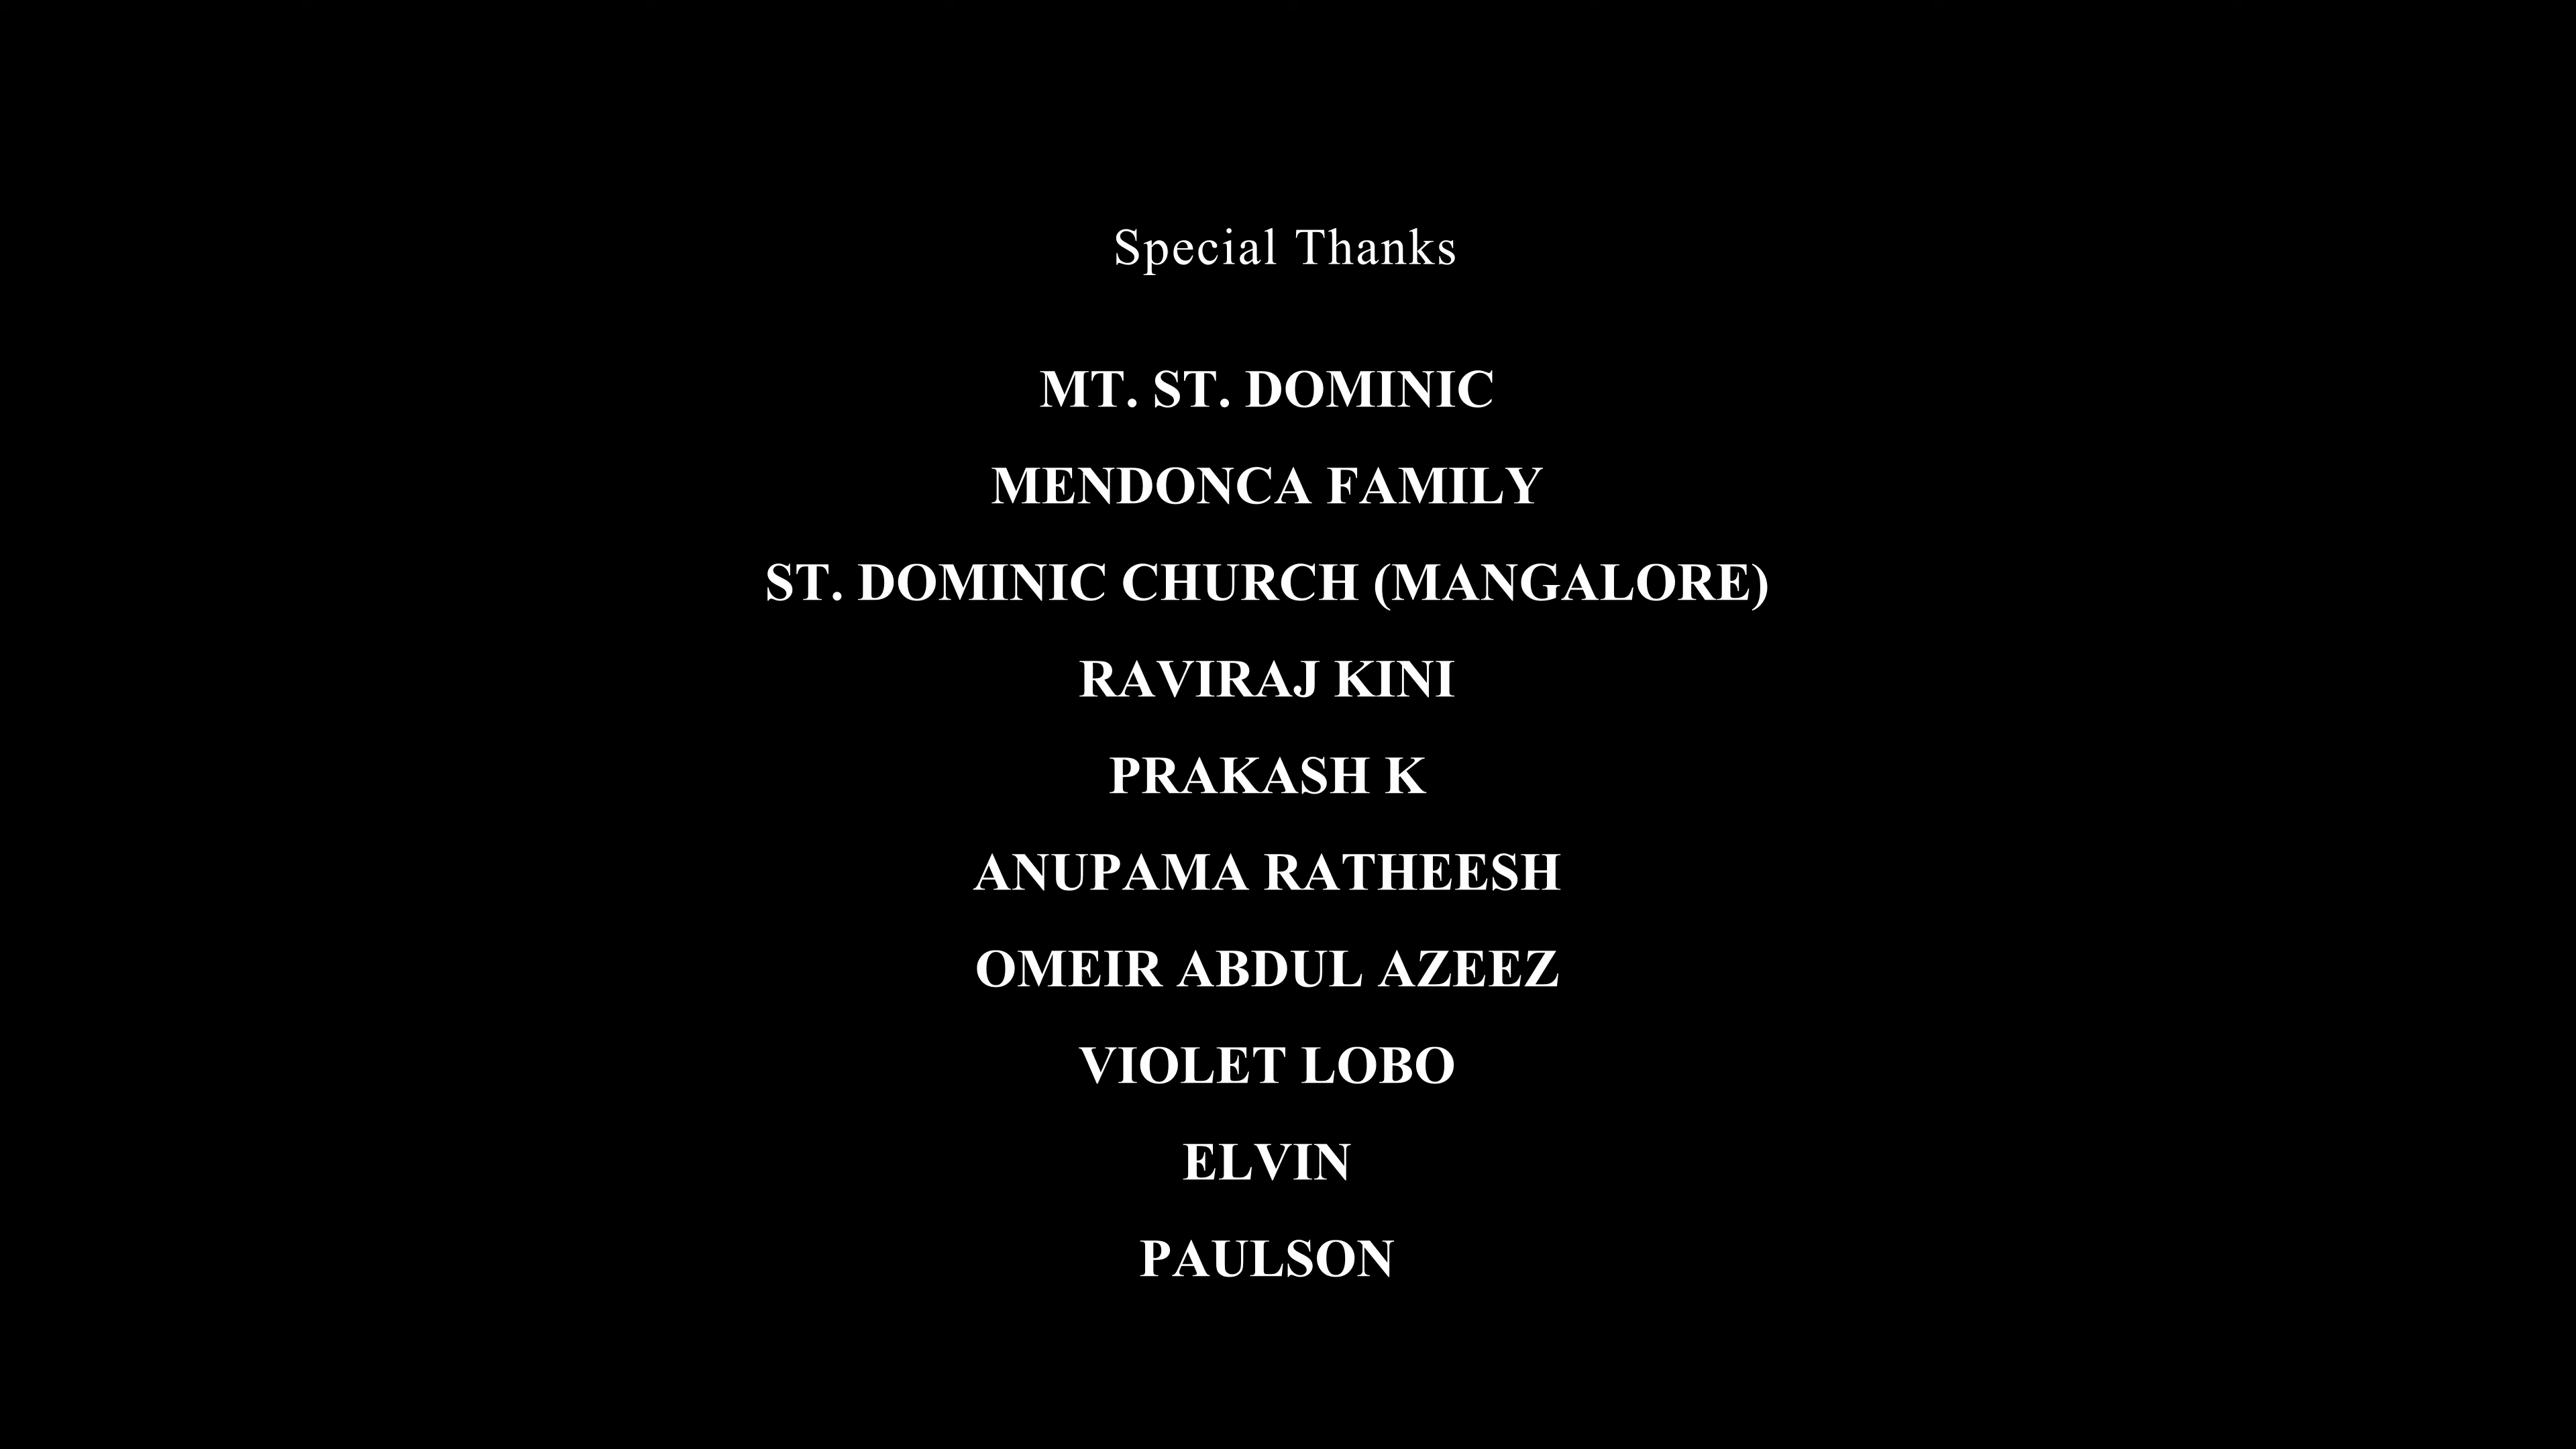 Special Thanks
MT. ST. DOMINIC
MENDONCA FAMILY
ST. DOMINIC CHURCH (MANGALORE)
RAVIRAJ KINI
PRAKASH K
ANUPAMA RATHEESH
OMEIR ABDUL AZEEZ
VIOLET LOBO
ELVIN
PAULSON